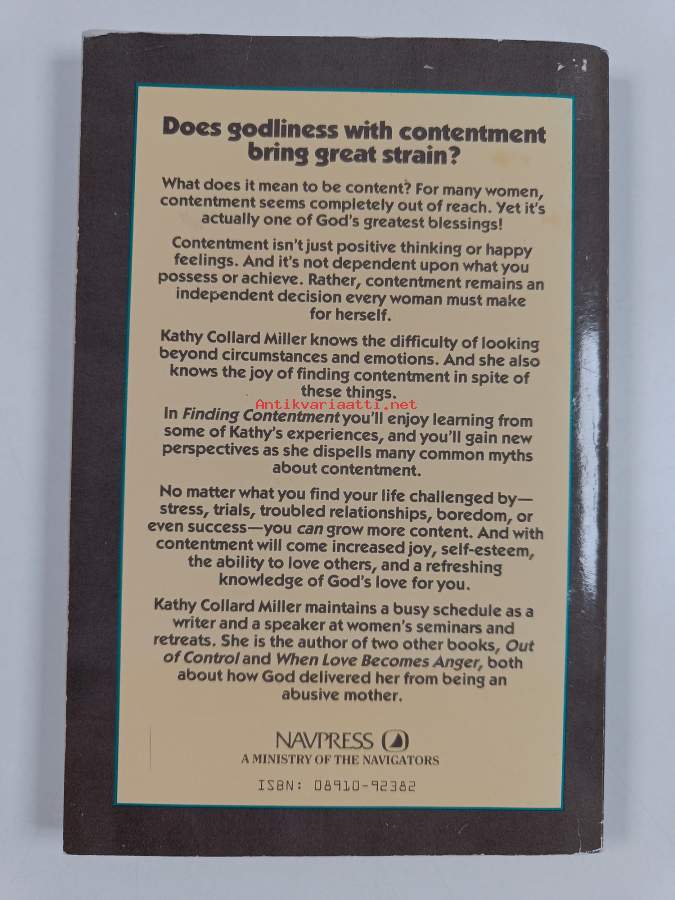 Does godliness with contentment
bring great strain?
What does it mean to be content? For many women,
contentment seems completely out of reach. Yet it's
actually one of God's greatest blessings!
Contentment isn't just positive thinking or happy
feelings. And it's not dependent upon what you
possess or achieve. Rather, contentment remains an
independent decision every woman must make
for herself.
Kathy Collard Miller knows the difficulty of looking
beyond circumstances and emotions. And she also
knows the joy of finding contentment in spite of
these things.
Antikvariaatti.net
In Finding Contentment you'll enjoy learning from
some of Kathy's experiences, and you'll gain new
perspectives as she dispells many common myths
about contentment.
No matter what you find your life challenged by—
stress, trials, troubled relationships, boredom, or
even success—you can grow more content. And with
contentment will come increased joy, self-esteem,
the ability to love others, and a refreshing
knowledge of God's love for you.
Kathy Collard Miller maintains a busy schedule as a
writer and a speaker at women's seminars and
retreats. She is the author of two other books, Out
of Control and When Love Becomes Anger, both
about how God delivered her from being an
abusive mother.
NAVPRESS
A MINISTRY OF THE NAVIGATORS
ISBN: 08910-92382